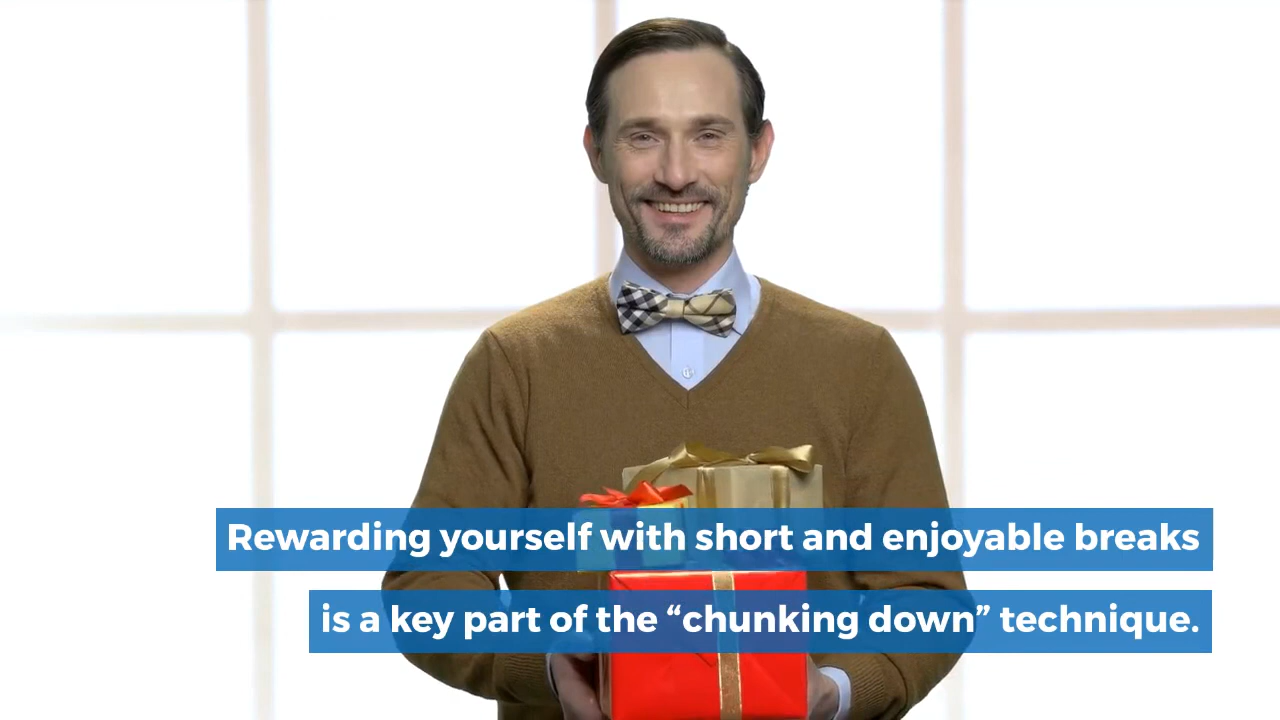 Rewarding yourself with short and enjoyable breaks
is a key part of the “chunking down” technique.